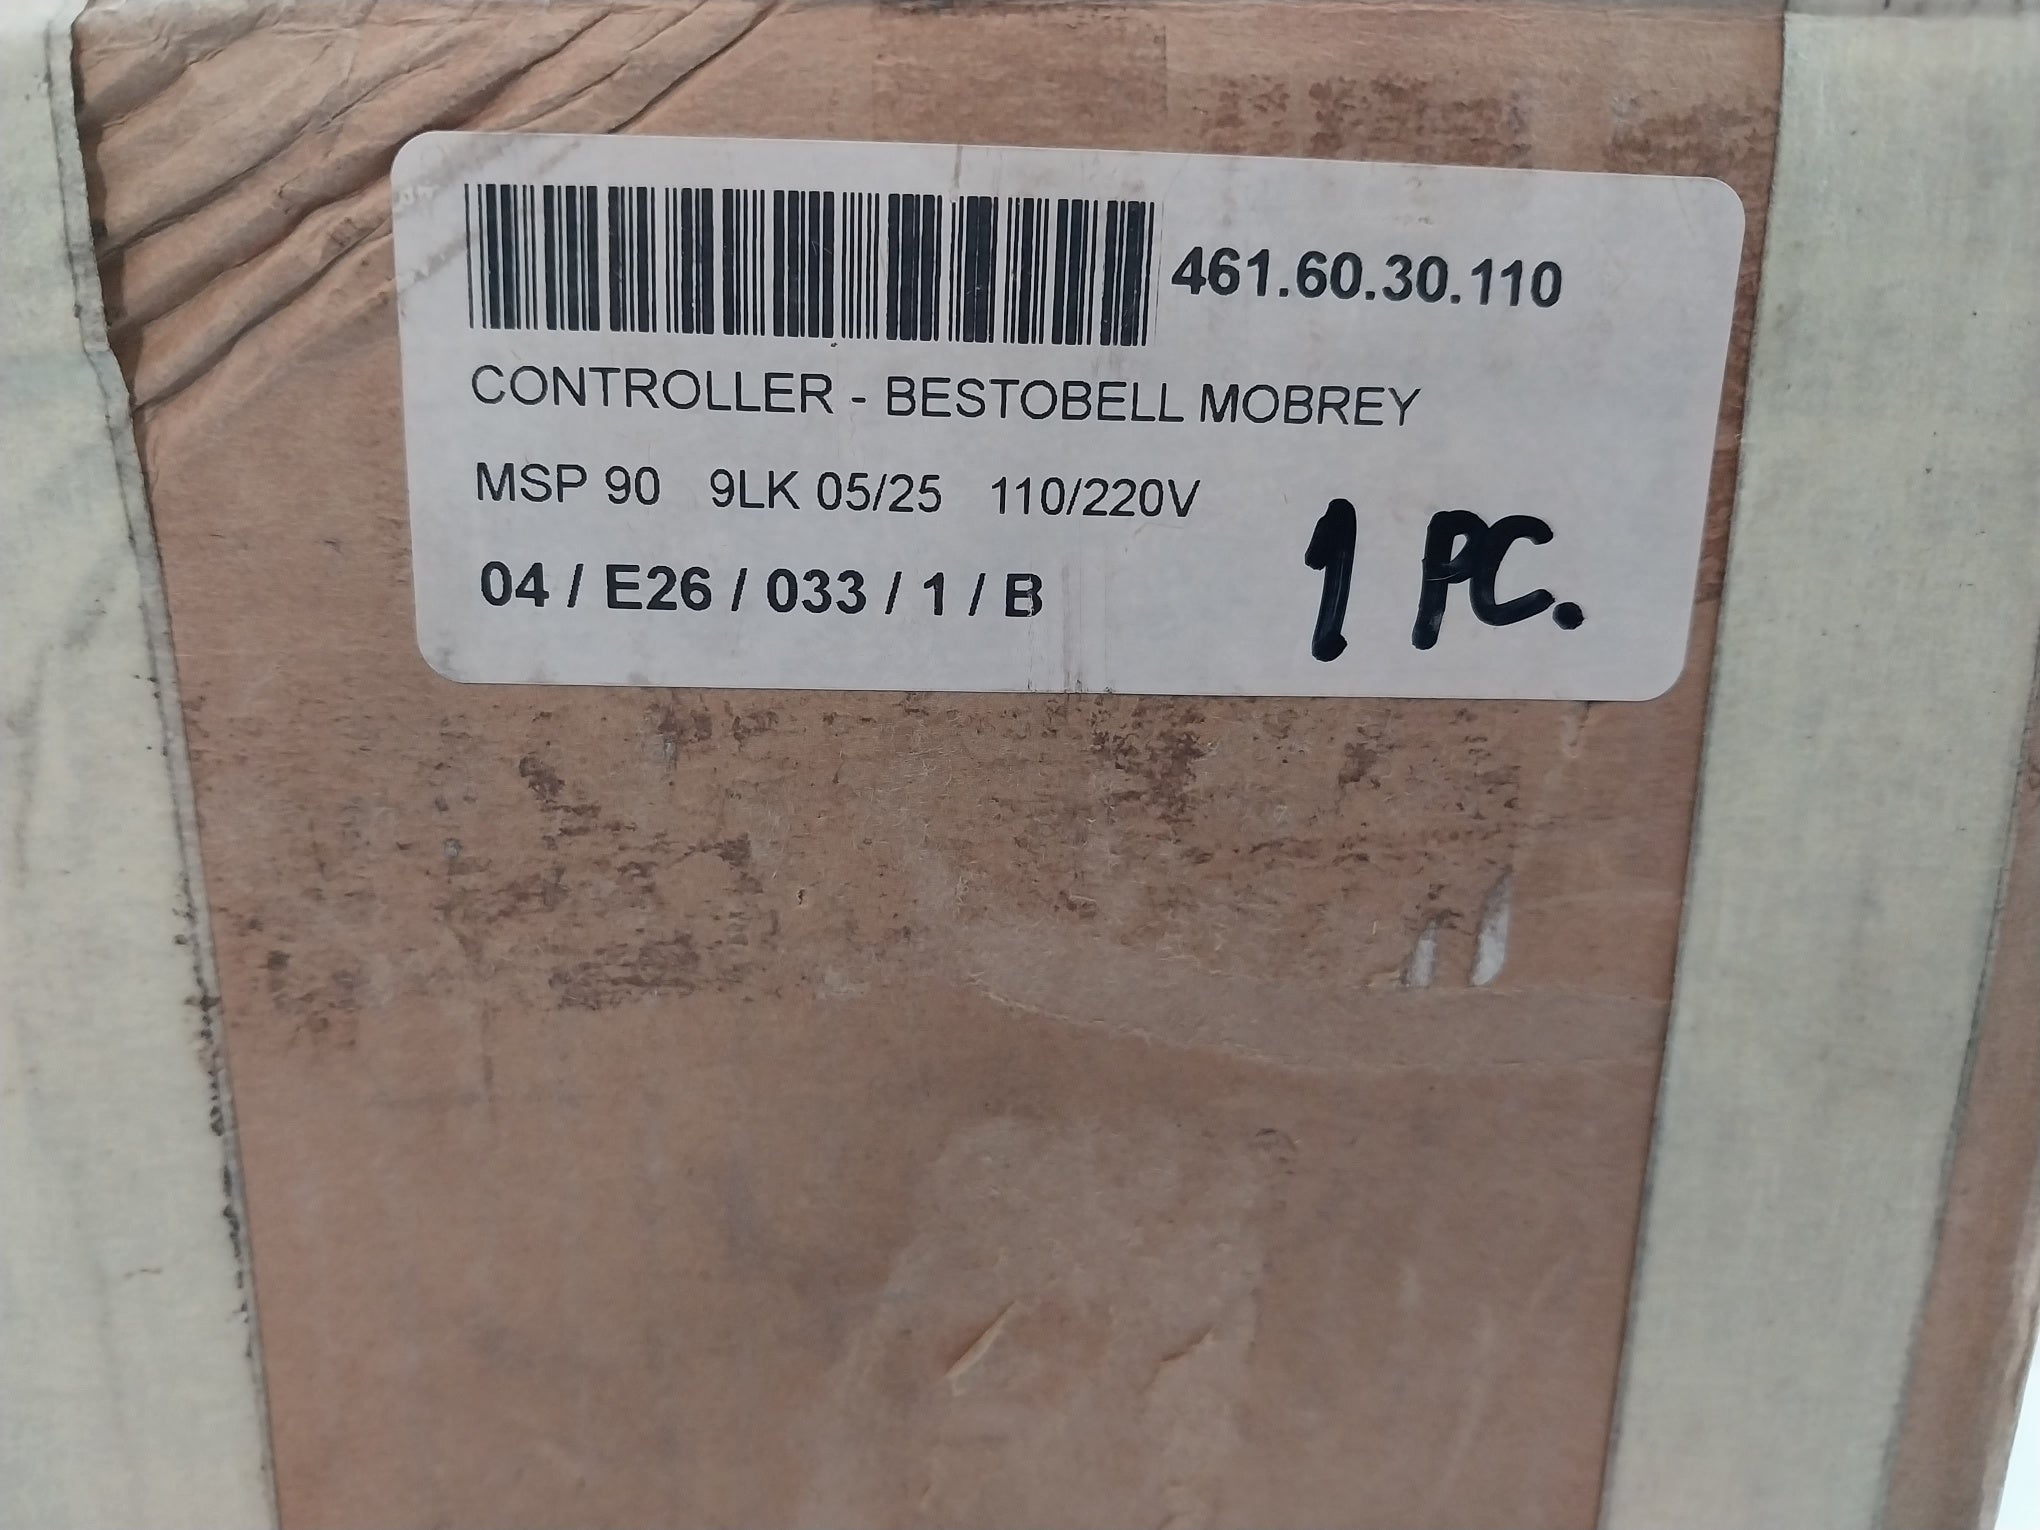 461.60.30.110
CONTROLLER - BESTOBELL MOBREY
MSP 90 9LK 05/25 110/220V
04 / E26 / 033 / 1 / B
1 PC.